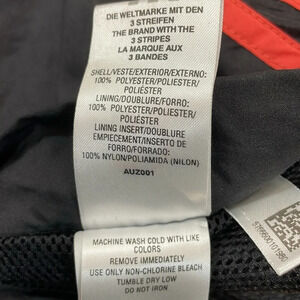 DIE WELTMARKE MIT DEN
3 STREIFEN
THE BRAND WITH THE
3 STRIPES
LA MARQUE AUX
3 BANDES
SHELL/VESTE/EXTERIOR/EXTERNO:
100% POLYESTER/POLIESTER/
POLIÉSTER
LINING/DOUBLURE/FORRO:
100% POLYESTER/POLIESTER/
POLIÉSTER
LINING INSERT/DOUBLURE
EMPIECEMENT/INSERTO DE
FORRO/FORRADO:
100% NYLON/POLIAMIDA (NILON)
AUZ001
MACHINE WASH COLD WITH LIKE
COLORS
REMOVE IMMEDIATELY
USE ONLY NON-CHLORINE BLEACH
TUMBLE DRY LOW
DO NOT IRON